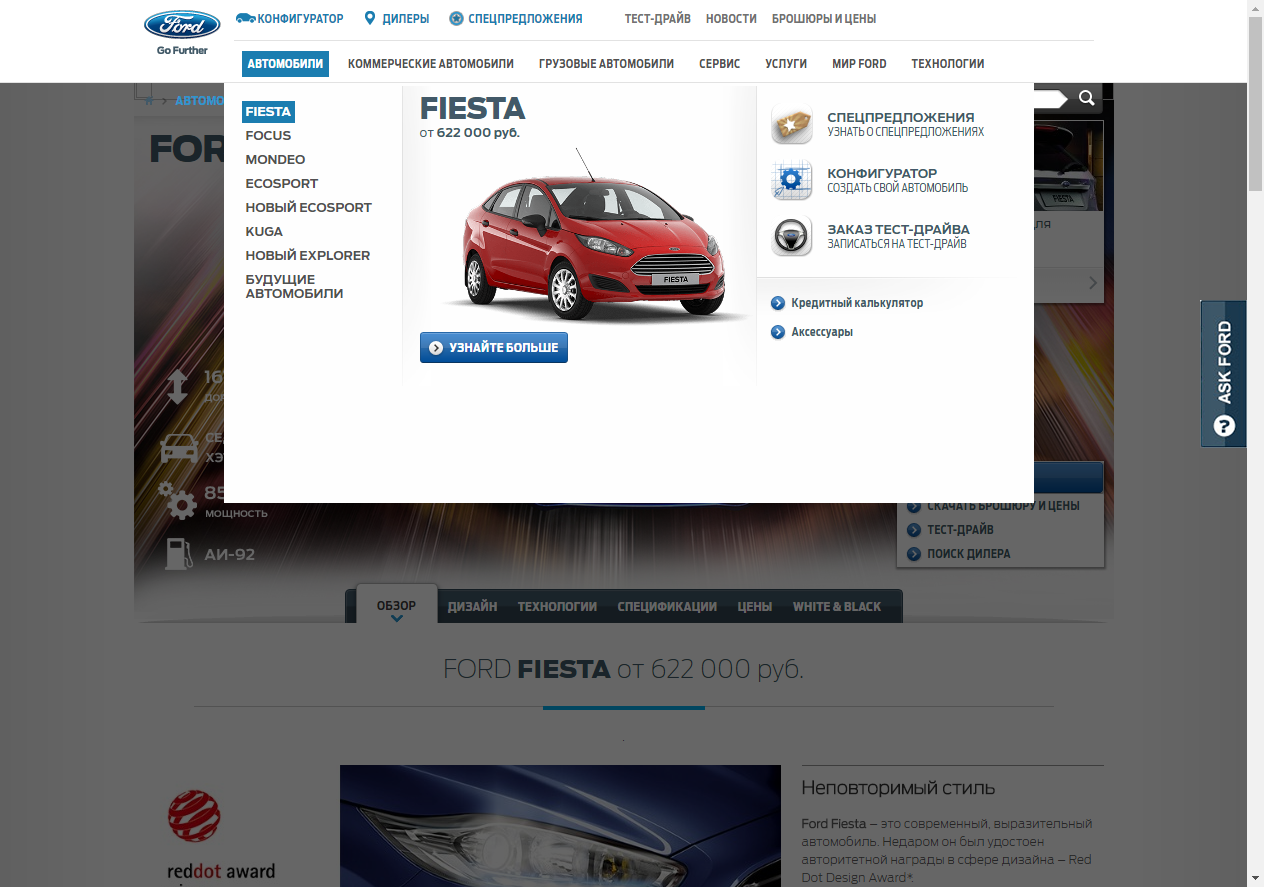 Ford
Go Further
КОНФИГУРАТОР
ДИЛЕРЫ
СПЕЦПРЕДЛОЖЕНИЯ
ТЕСТ-ДРАЙВ
НОВОСТИ
БРОШЮРЫ И ЦЕНЫ
АВТОМОБИЛИ
КОММЕРЧЕСКИЕ АВТОМОБИЛИ
ГРУЗОВЫЕ АВТОМОБИЛИ
СЕРВИС
УСЛУГИ
МИР FORD
ТЕХНОЛОГИИ
АВТОМО
FOR
FIESTA
FOCUS
MONDEO
ECOSPORT
НОВЫЙ ECOSPORT
KUGA
НОВЫЙ EXPLORER
БУДУЩИЕ
АВТОМОБИЛИ
FIESTA
от 622 000 руб.
FIESTA
УЗНАЙТЕ БОЛЬШЕ
СПЕЦПРЕДЛОЖЕНИЯ
УЗНАТЬ О СПЕЦПРЕДЛОЖЕНИЯХ
КОНФИГУРАТОР
СОЗДАТЬ СВОЙ АВТОМОБИЛЬ
ЗАКАЗ ТЕСТ-ДРАЙВА
ЗАПИСАТЬСЯ НА ТЕСТ-ДРАЙВ
Кредитный калькулятор
Аксессуары
FIESTA
ASK FORD
16
СЕД
ХЭТ
85
МОЩНОСТЬ
АИ-92
СКАЧАТЬ БРОШЮРУ И ЦЕНЫ
ТЕСТ-ДРАЙВ
ПОИСК ДИЛЕРА
ОБЗОР
ДИЗАЙН
ТЕХНОЛОГИИ
СПЕЦИФИКАЦИИ
ЦЕНЫ
WHITE & BLACK
FORD FIESTA от 622 000 руб.
.
reddot award
Неповторимый стиль
Ford Fiesta – это современный, выразительный
автомобиль. Недаром он был удостоен
авторитетной награды в сфере дизайна – Red
Dot Design Award*.